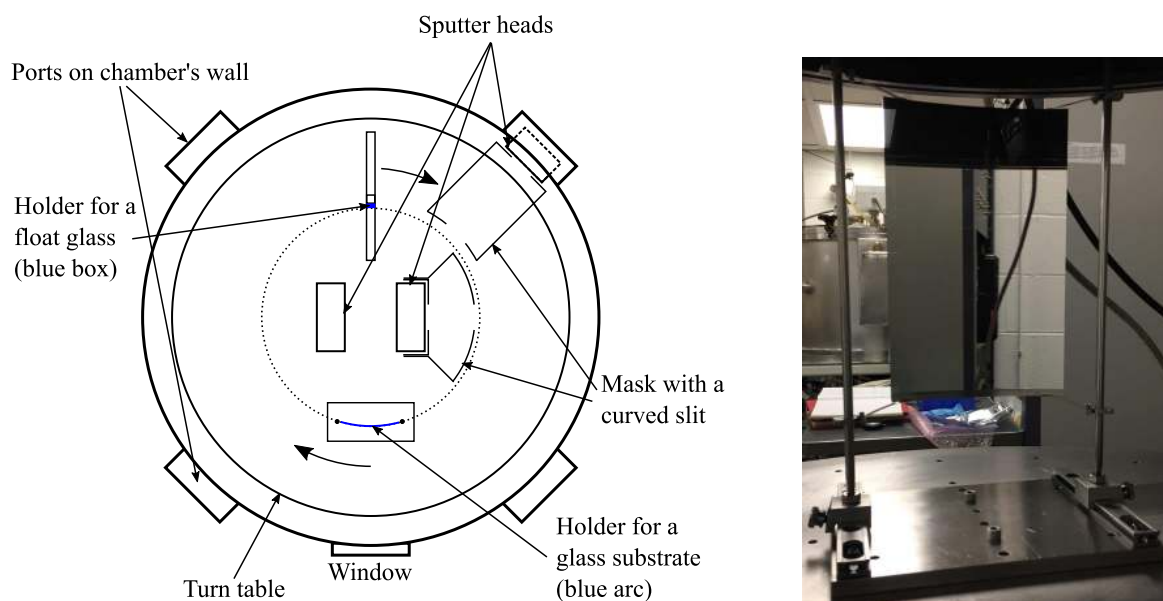 Sputter heads
Ports on chamber's wall
Holder for a
float glass
(blue box)
Mask with a
curved slit
Holder for a
glass substrate
(blue arc)
Window
Turn table